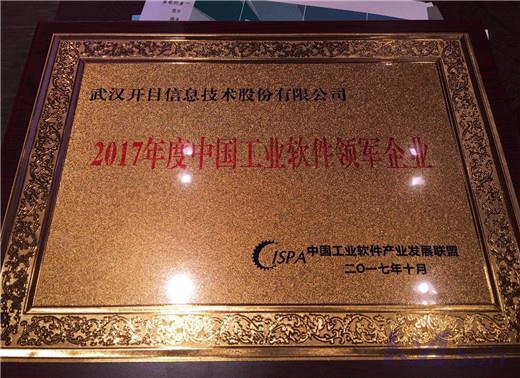 武汉开目信息技术股份有限公司
2017年度中国工业软件领军企业
CISPA 中国工业软件产业发展联盟
二〇一七年十月